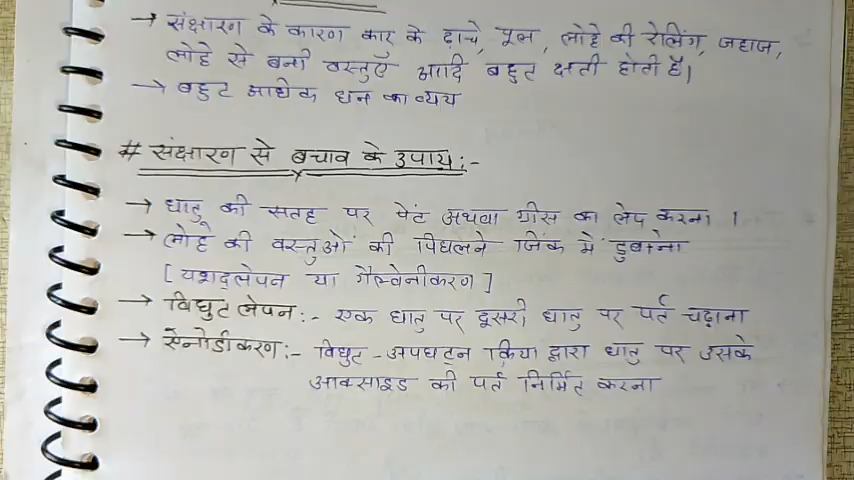 → संक्षारण के कारण कार के ढ़ाचे, पूल, लोहे की रेलिंग, जहाज,
लोहे से बनी वस्तुएँ आदि बहुत क्षती होती है।
→ बहुत आधिक धन का व्यय
# संक्षारण से बचाव के उपाय:-
→ धातु की सतह पर पेंट अथवा ग्रीस का लेप करना ।
→ लोहे की वस्तुओं की पिघलने जिंक में डुबाना
[ यशदलेपन या गैल्वेनीकरण ]
→ विधुत लेपन:- एक धातु पर दूसरी धातु पर पर्त चढ़ाना
→ ऐनोडीकरण:- विधुत - अपघटन क्रिया द्वारा धातु पर उसके
आक्साइड की पर्त निर्मित करना